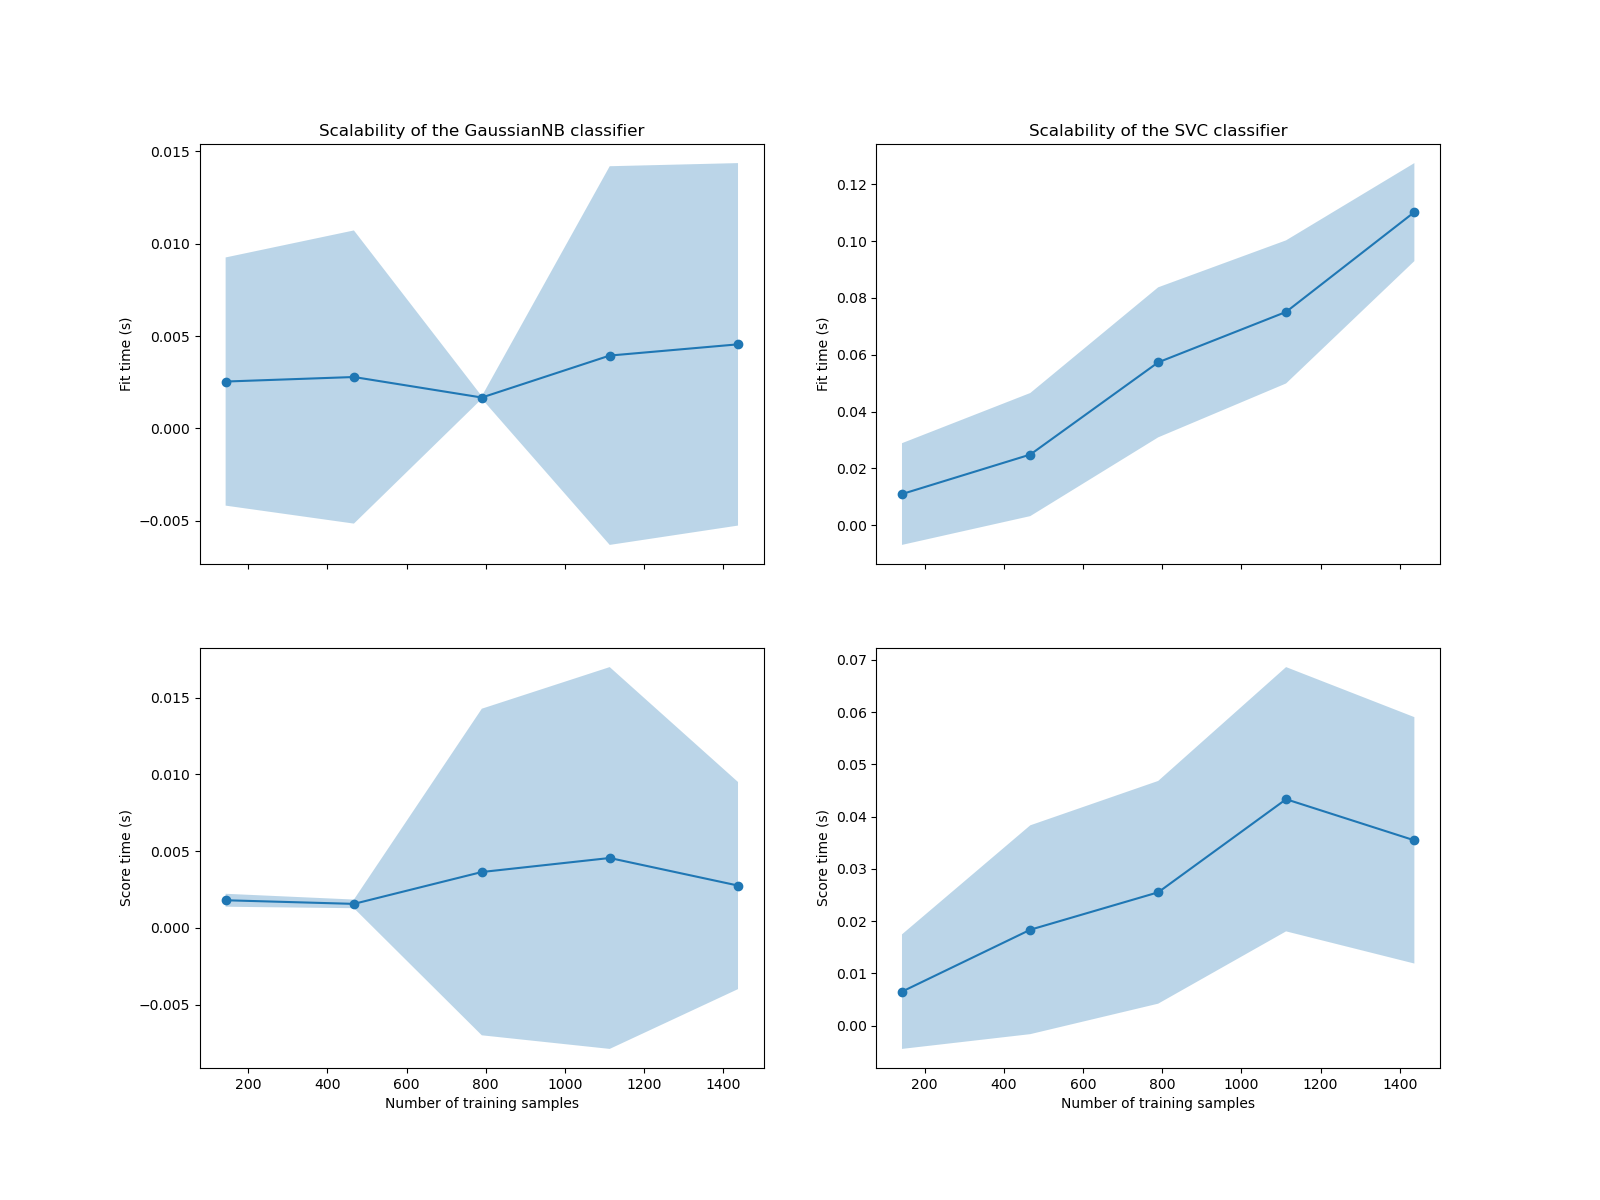 Scalability of the GaussianNB classifier
0.015
0.010
0.005
0.000
−0.005
Fit time (s)
Scalability of the SVC classifier
0.12
0.10
0.08
0.06
0.04
0.02
0.00
Fit time (s)
0.015
0.010
0.005
0.000
−0.005
Score time (s)
200 400 600 800 1000 1200 1400
Number of training samples
0.07
0.06
0.05
0.04
0.03
0.02
0.01
0.00
Score time (s)
200 400 600 800 1000 1200 1400
Number of training samples